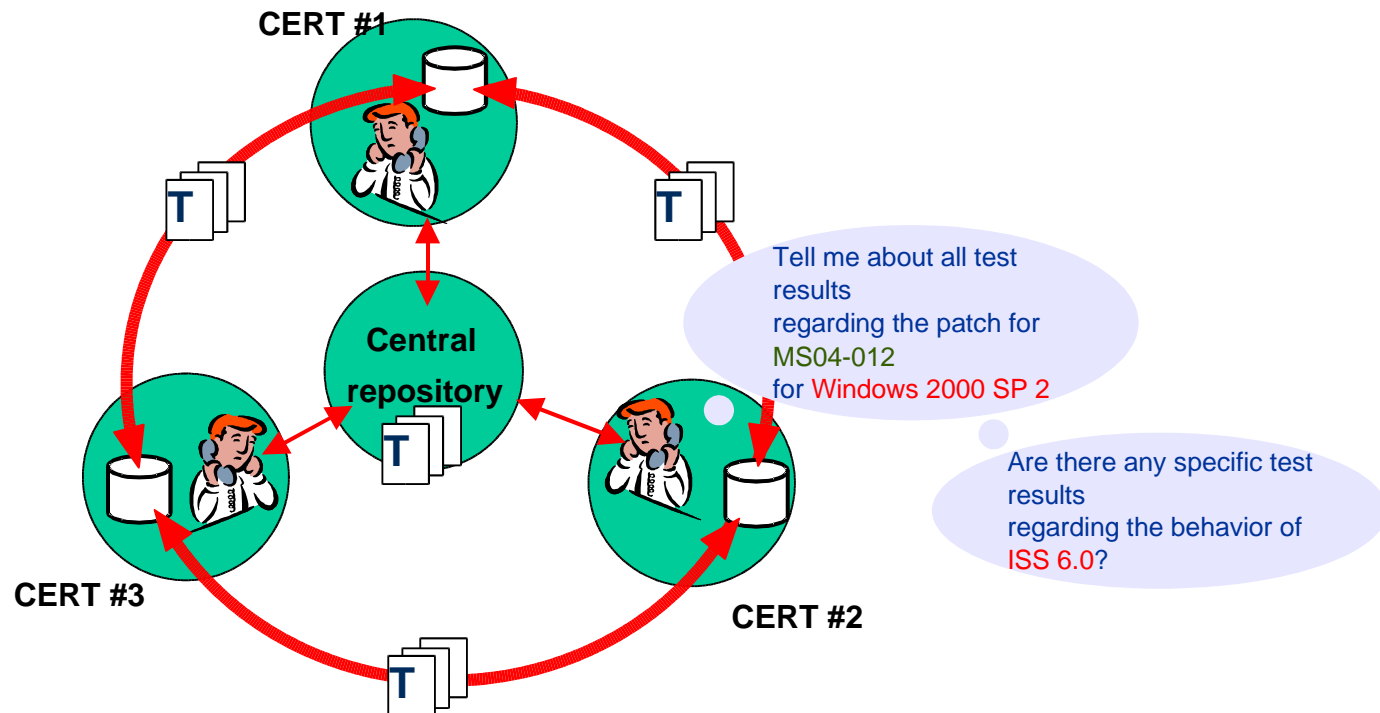 CERT #1
T
T
Tell me about all test
results
regarding the patch for
MS04-012
for Windows 2000 SP 2
Central
repository
T
Are there any specific test
results
regarding the behavior of
ISS 6.0?
CERT #3
CERT #2
T